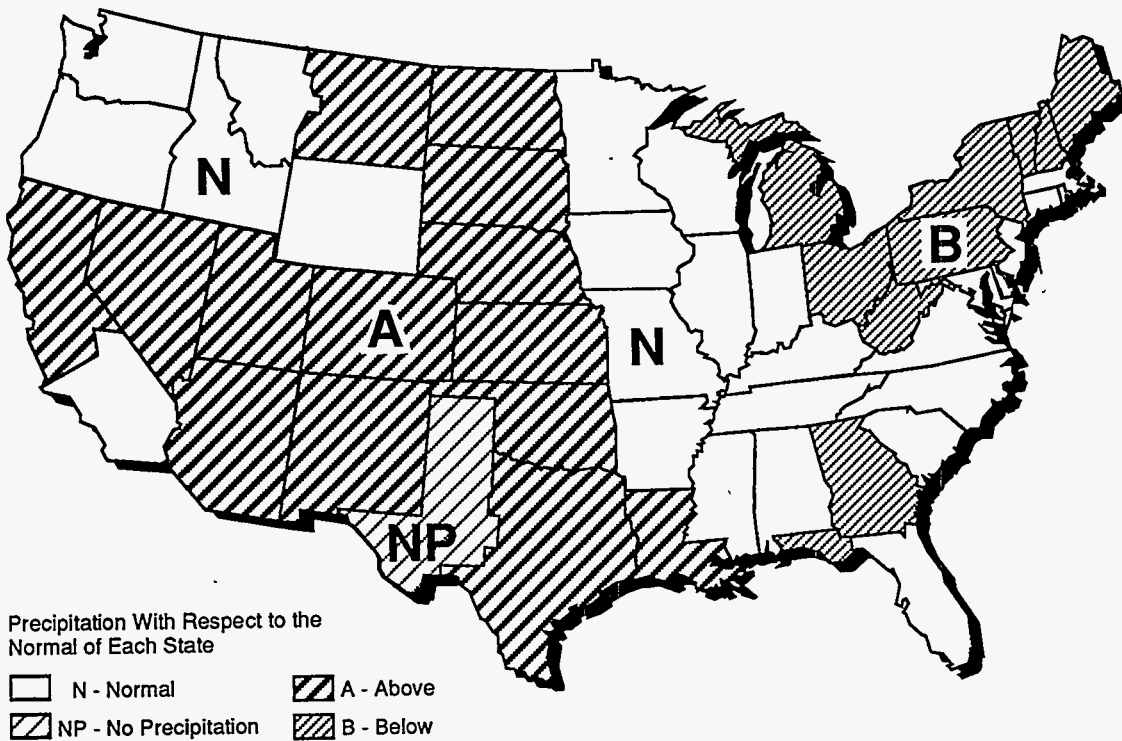 N
B
A
N
NP
Precipitation With Respect to the
Normal of Each State
N - Normal
A - Above
NP - No Precipitation
B - Below